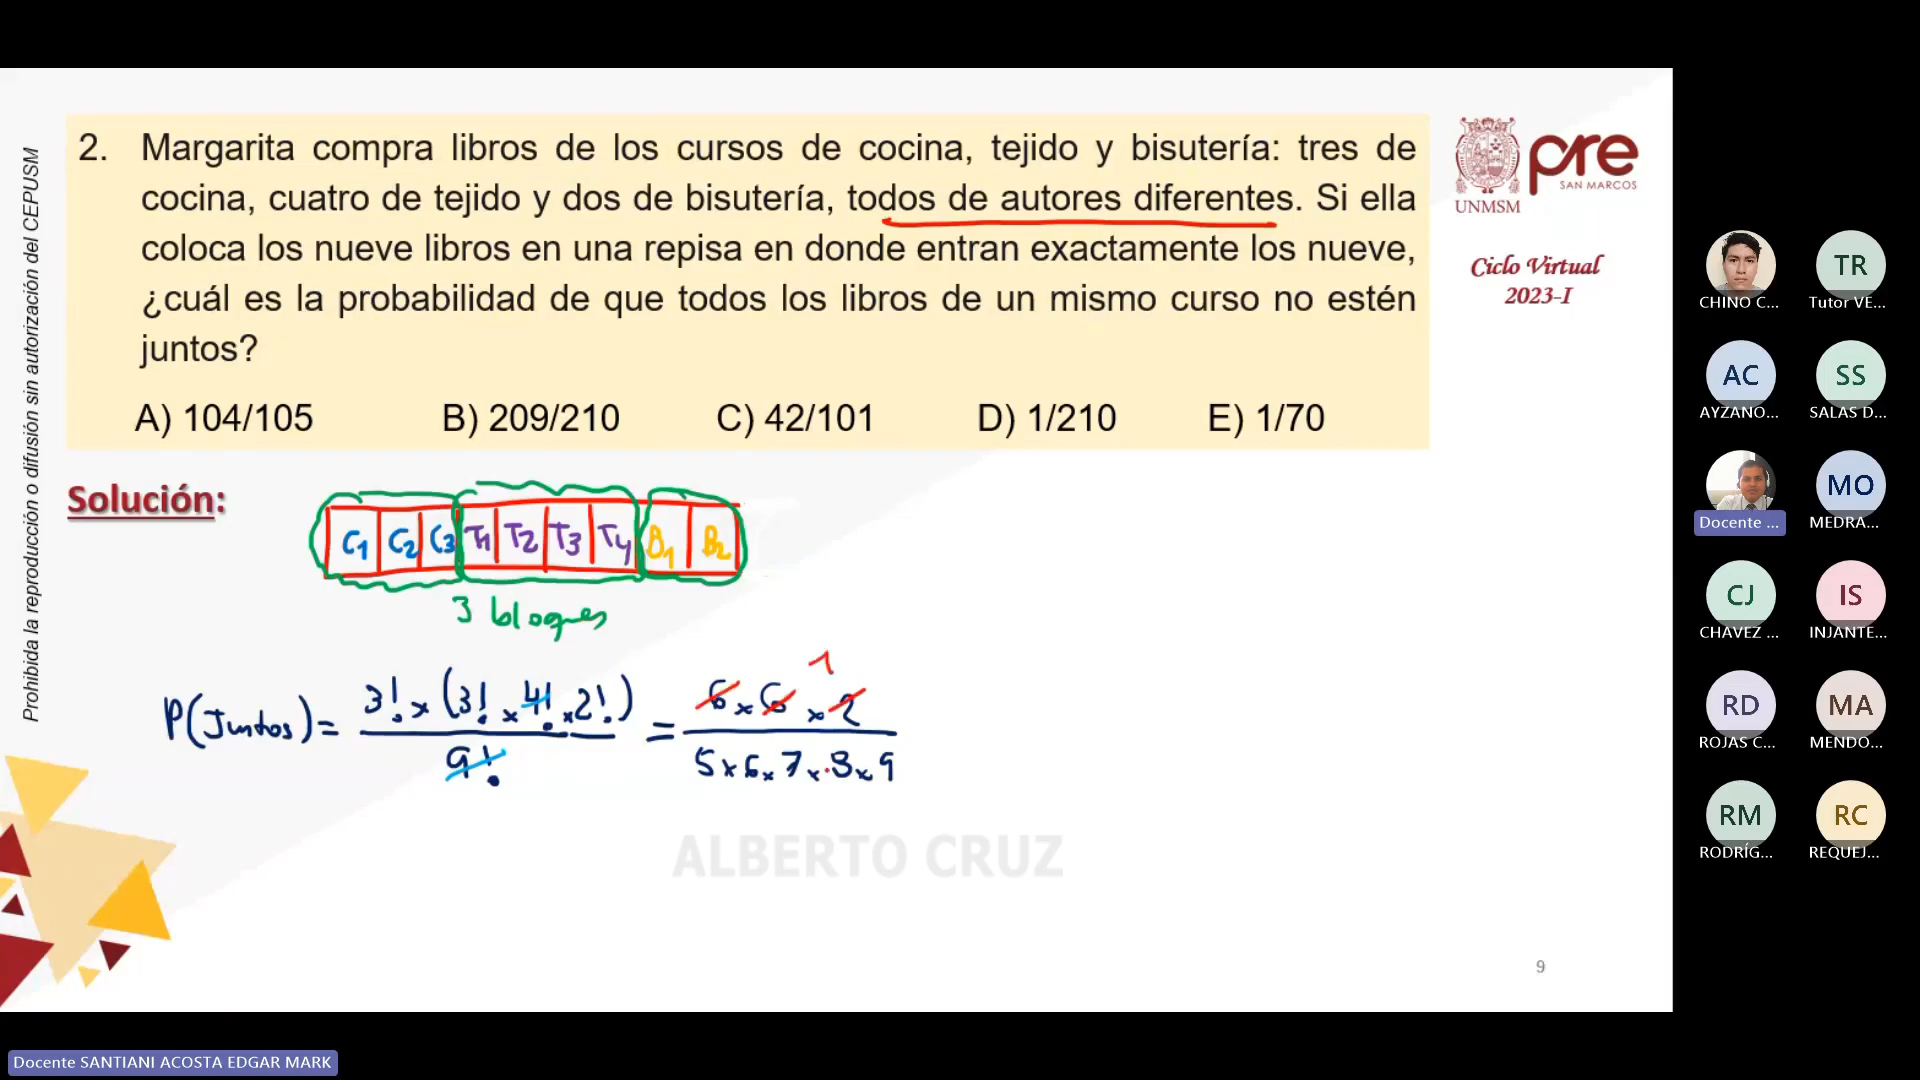 Prohibida la reproducción o difusión sin autorización del CEPUSM
2. Margarita compra libros de los cursos de cocina, tejido y bisutería: tres de
cocina, cuatro de tejido y dos de bisutería, todos de autores diferentes. Si ella
coloca los nueve libros en una repisa en donde entran exactamente los nueve,
¿cuál es la probabilidad de que todos los libros de un mismo curso no estén
juntos?
A) 104/105 B) 209/210 C) 42/101 D) 1/210 E) 1/70
UNMSM
pre
SAN MARCOS
Ciclo Virtual
2023-I
Solución:
C1 C2 C3 T1 T2 T3 T4 B1 B2
3 bloques
P(Juntos) = 3! x (3! x 4! x 2!) / 9! = 6 x 6 x 2 / 5 x 6 x 7 x 8 x 9
1
ALBERTO CRUZ
9
CHINO C...
Tutor VE...
AC
AYZANO...
TR
SS
SALAS D...
Docente ...
MO
MEDRA...
CJ
CHAVEZ ...
IS
INJANTE...
RD
ROJAS C...
MA
MENDO...
RM
RODRÍG...
RC
REQUEJ...
Docente SANTIANI ACOSTA EDGAR MARK